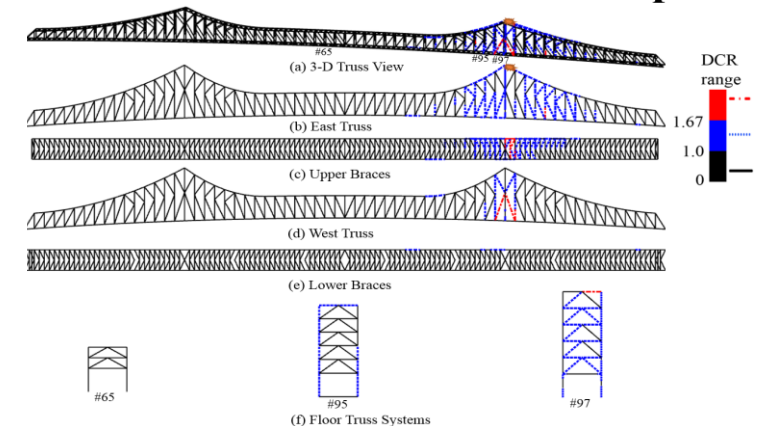 #65
#95
#97
(a) 3-D Truss View
DCR
range
1.67
1.0
0
(b) East Truss
(c) Upper Braces
(d) West Truss
(e) Lower Braces
#65
#95
#97
(f) Floor Truss Systems